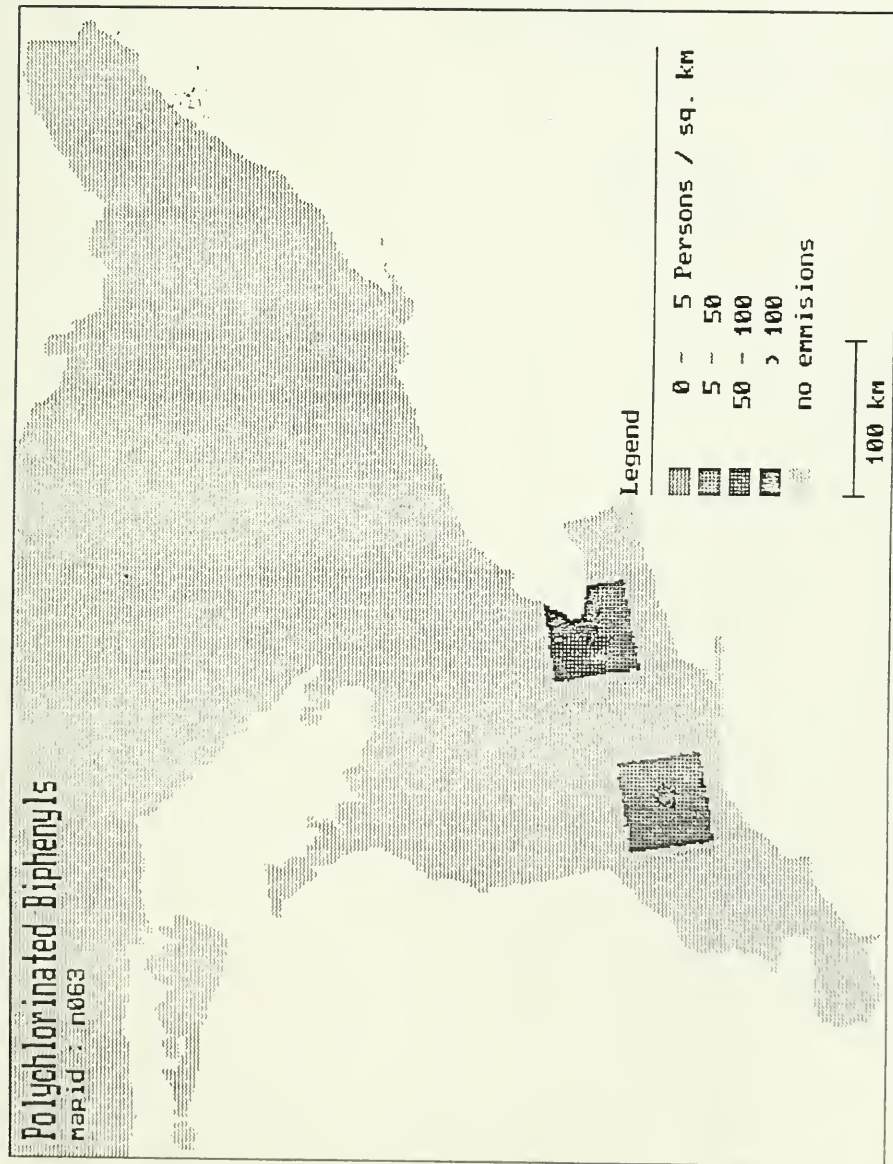 Polychlorinated Biphenyls
mapid : n063
Legend
0 - 5 Persons / sq. km
5 - 50
50 - 100
> 100
no emmisions
100 km